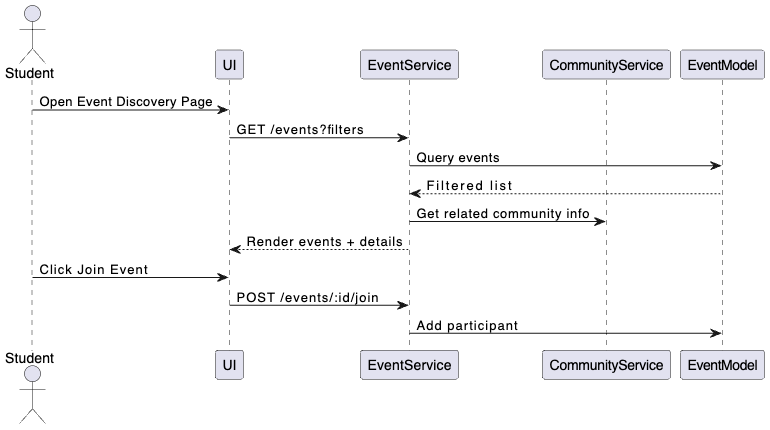 Student
UI
EventService
CommunityService
EventModel
Open Event Discovery Page
GET /events?filters
Query events
Filtered list
Get related community info
Render events + details
Click Join Event
POST /events/:id/join
Add participant
Student
UI
EventService
CommunityService
EventModel